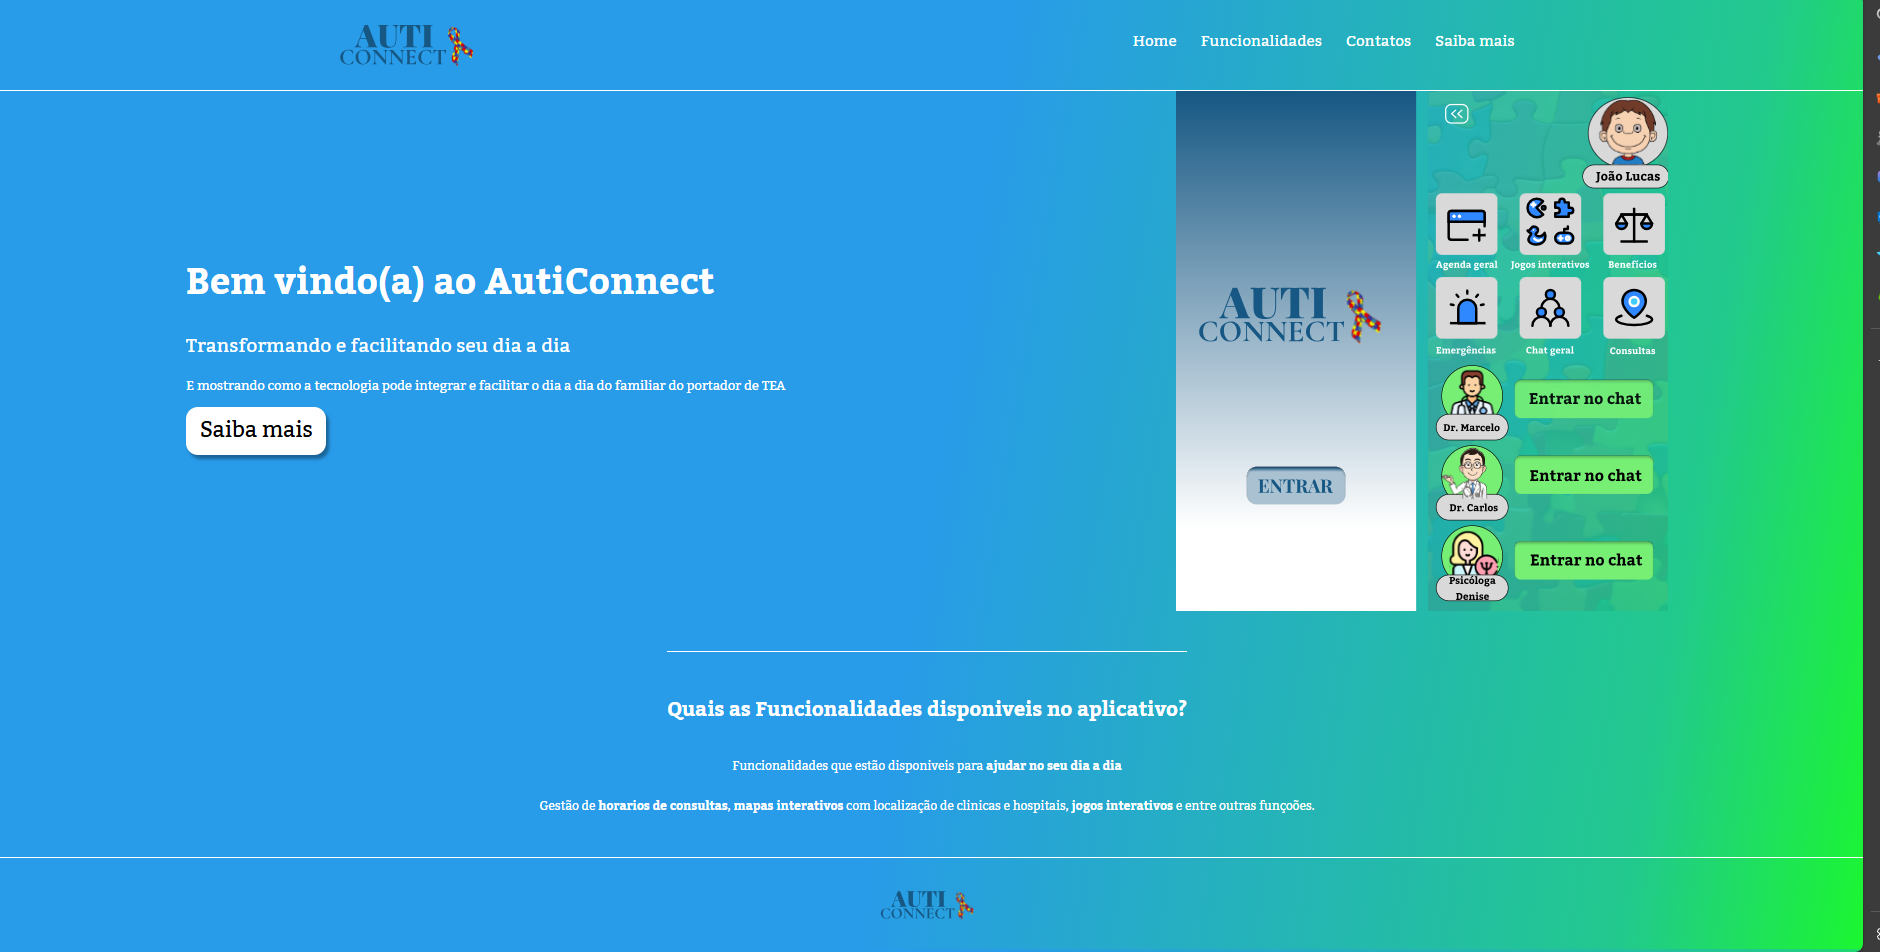 AUTI
CONNECT
Home Funcionalidades Contatos Saiba mais
Bem vindo(a) ao AutiConnect
Transformando e facilitando seu dia a dia
E mostrando como a tecnologia pode integrar e facilitar o dia a dia do familiar do portador de TEA
Saiba mais
AUTI
CONNECT
ENTRAR
João Lucas
Agenda geral Jogos interativos Benefícios
Emergências Chat geral Consultas
Dr. Marcelo
Entrar no chat
Dr. Carlos
Entrar no chat
Psicóloga
Denise
Entrar no chat
Quais as Funcionalidades disponiveis no aplicativo?
Funcionalidades que estão disponiveis para ajudar no seu dia a dia
Gestão de horarios de consultas, mapas interativos com localização de clinicas e hospitais, jogos interativos e entre outras funçoões.
AUTI
CONNECT